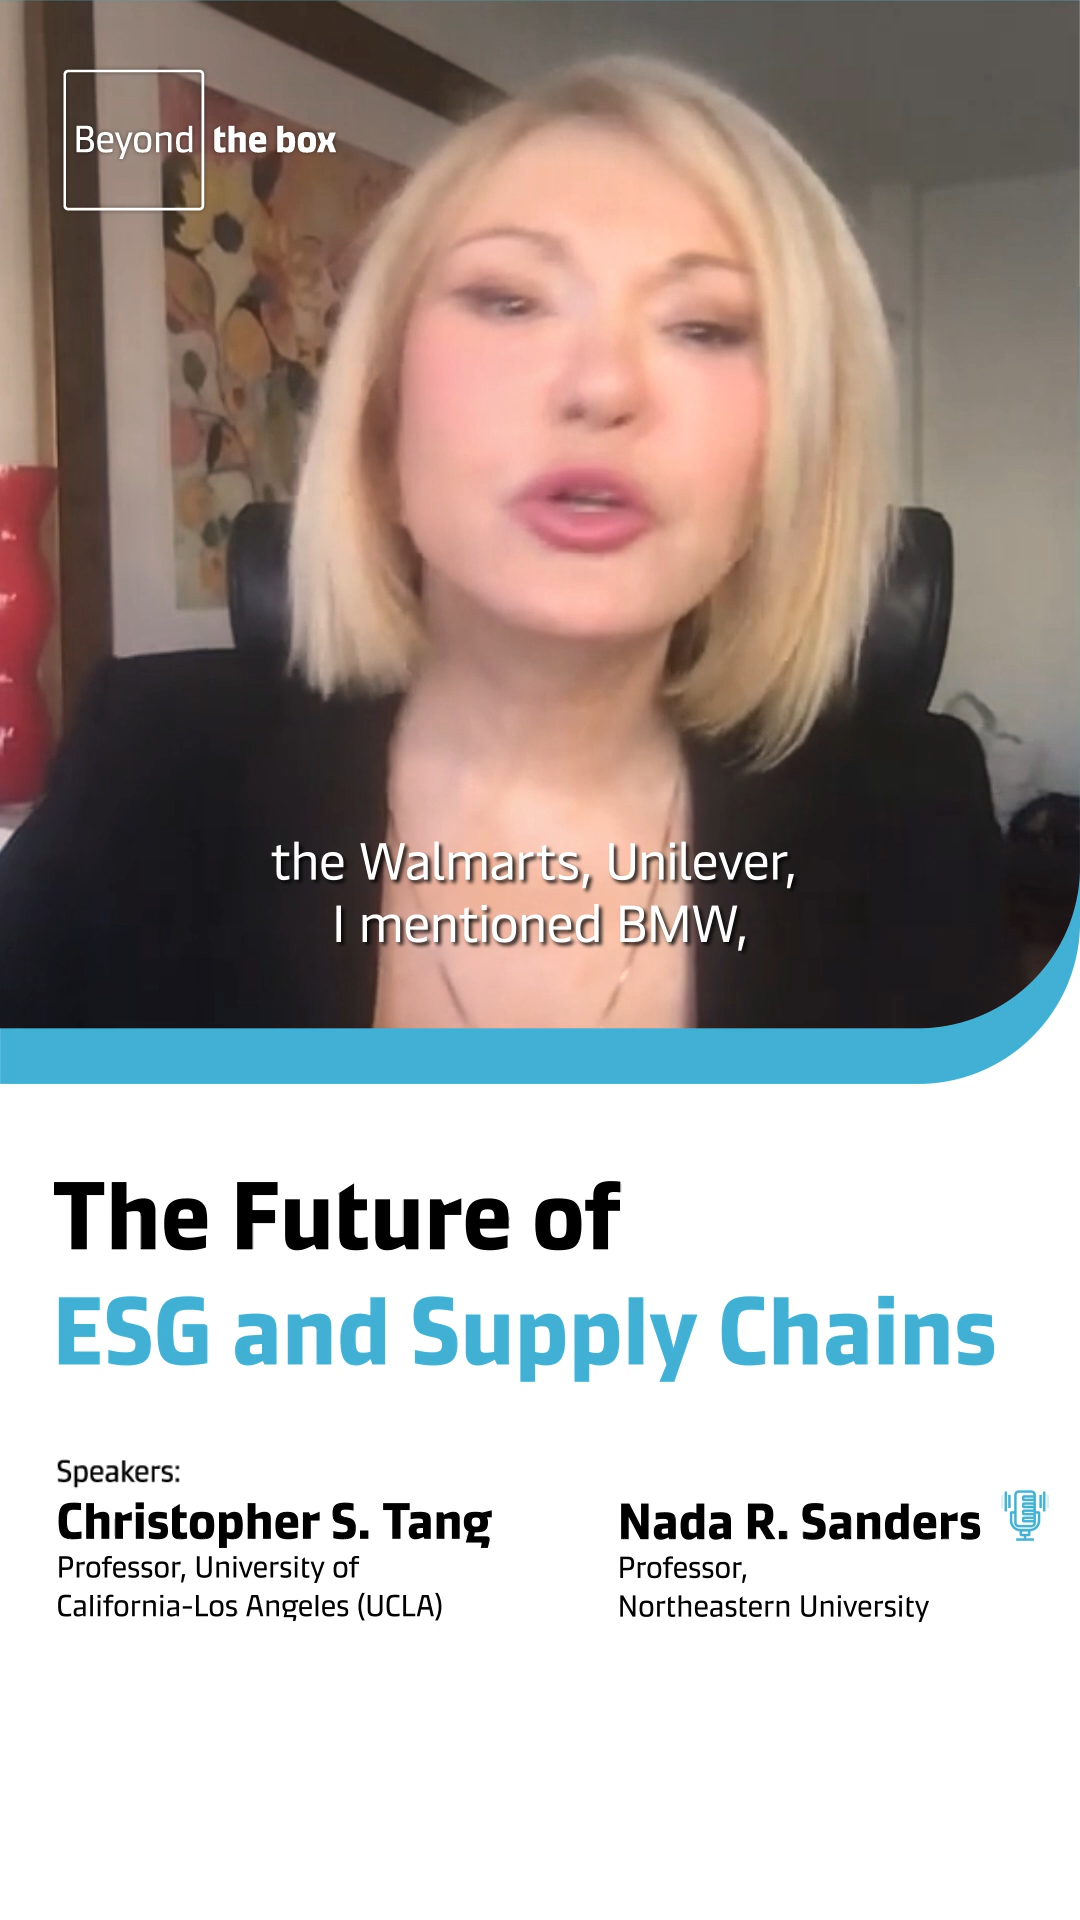 Beyond the box
the Walmarts, Unilever,
I mentioned BMW,
The Future of
ESG and Supply Chains
Speakers:
Christopher S. Tang
Professor, University of
California-Los Angeles (UCLA)
Nada R. Sanders
Professor,
Northeastern University